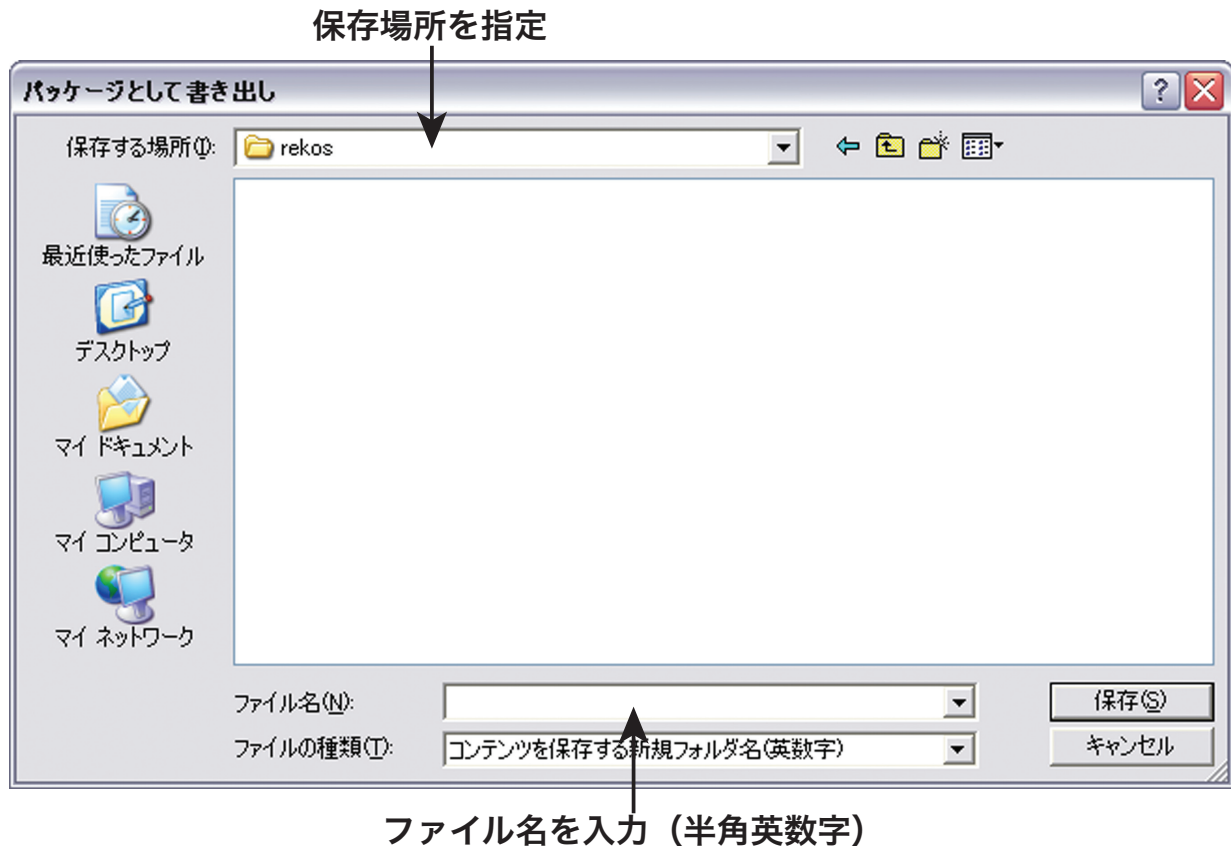 保存場所を指定
パッケージとして書き出し
保存する場所(I):
rekos
最近使ったファイル
デスクトップ
マイ ドキュメント
マイ コンピュータ
マイ ネットワーク
ファイル名(N):
保存(S)
ファイルの種類(T):
コンテンツを保存する新規フォルダ名(英数字)
キャンセル
ファイル名を入力（半角英数字）